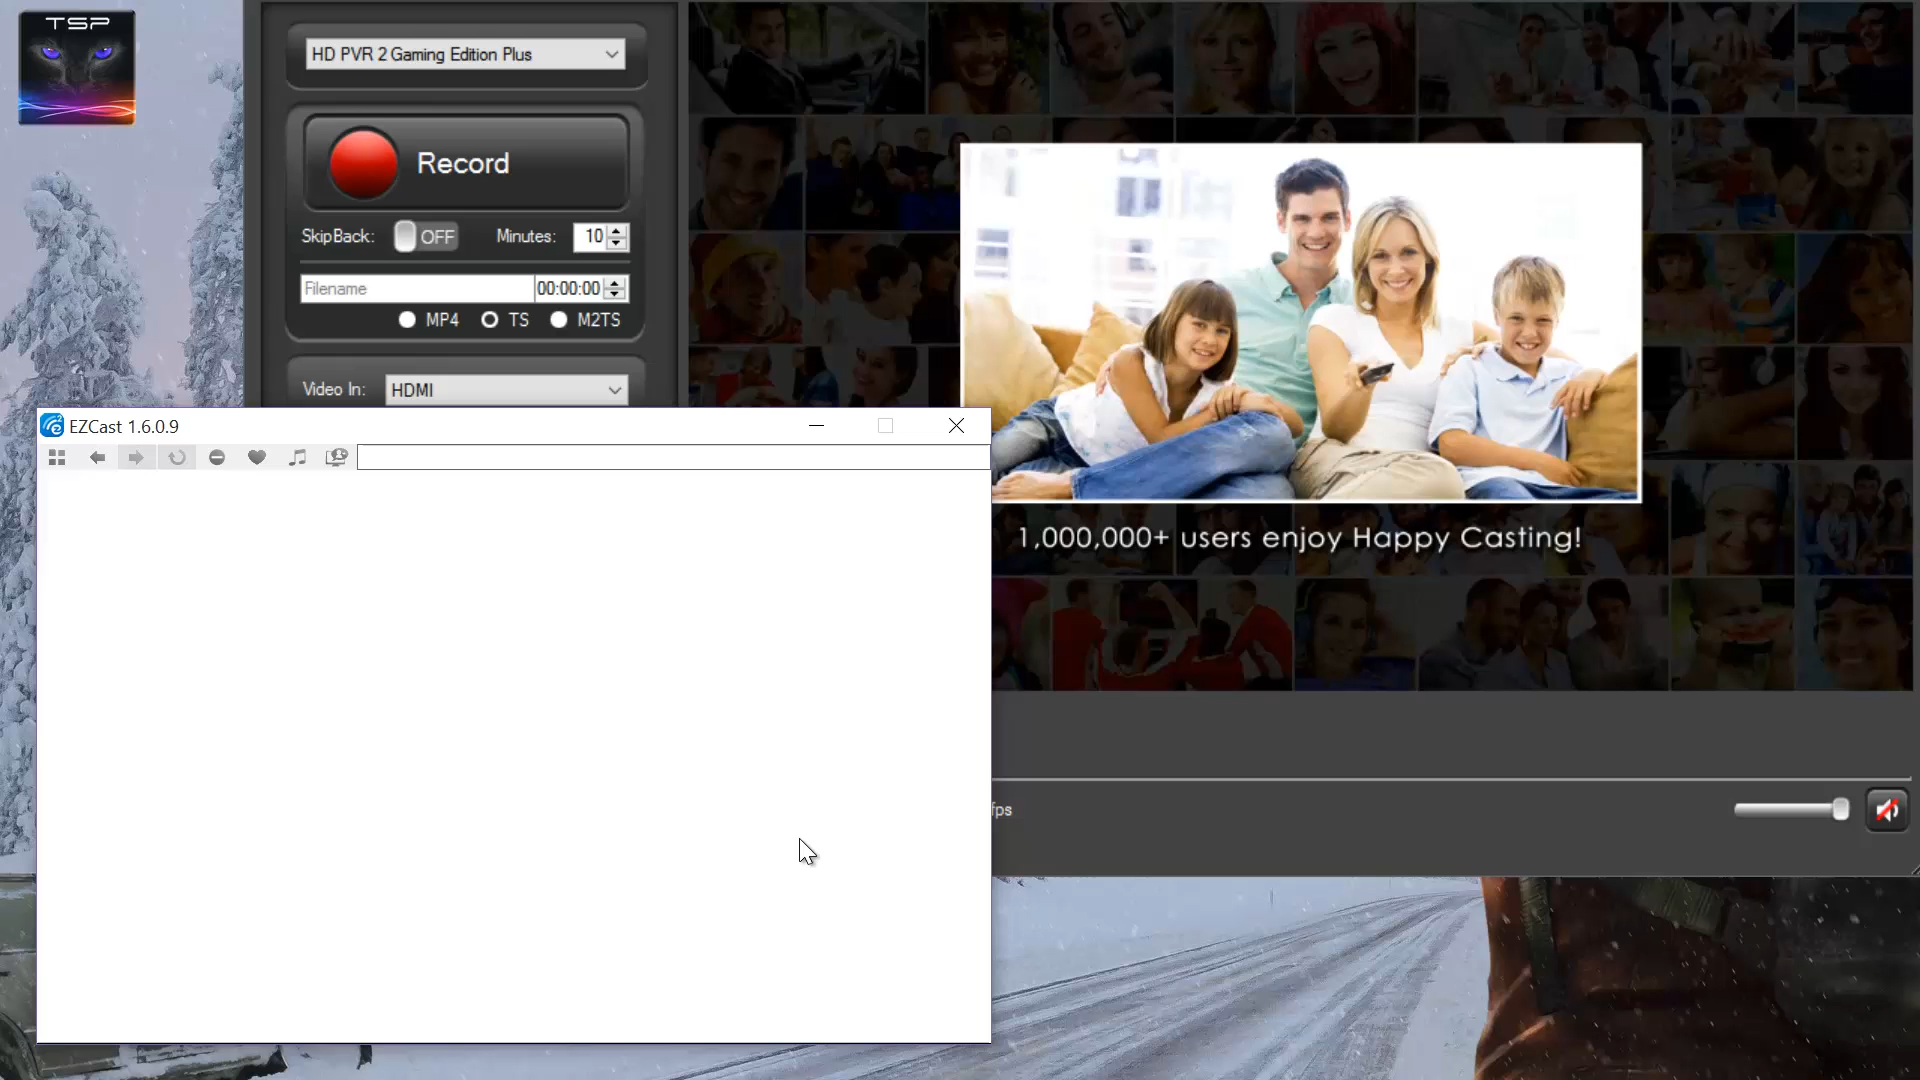 TSP
HD PVR 2 Gaming Edition Plus
Record
SkipBack: OFF Minutes: 10
Filename 00:00:00
MP4 TS M2TS
Video In: HDMI
EZCast 1.6.0.9
1,000,000+ users enjoy Happy Casting!
fps